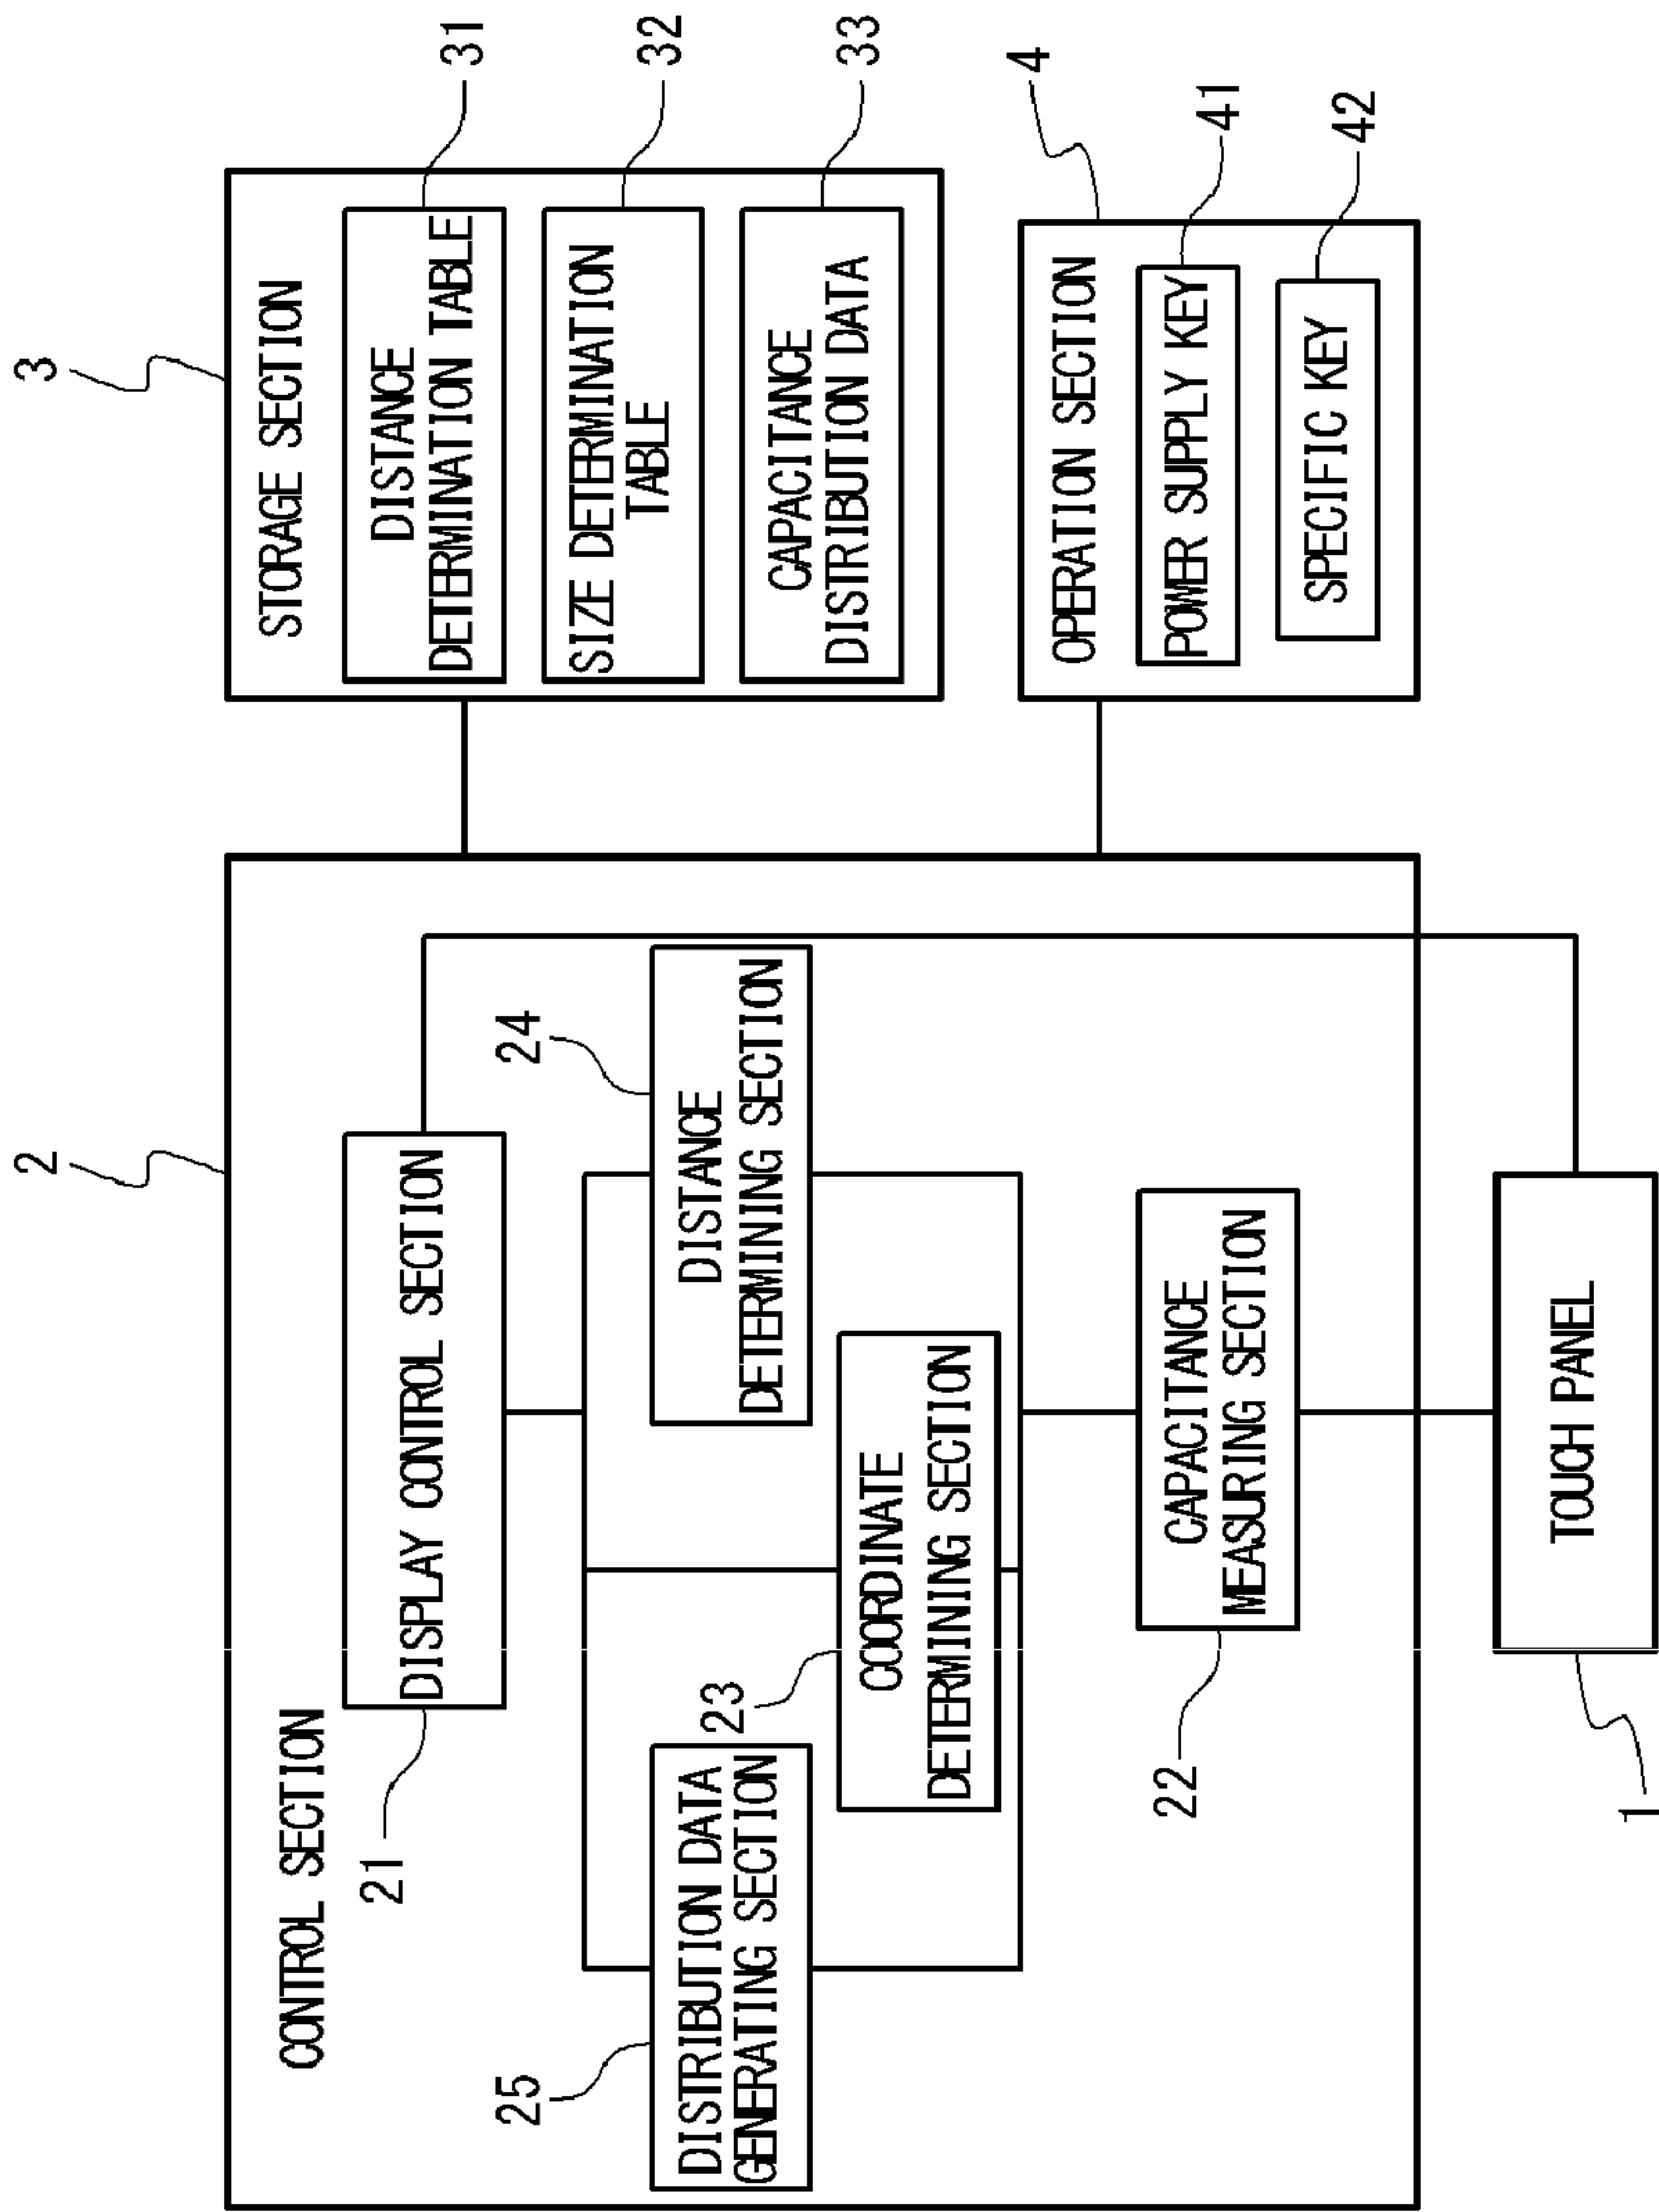 2
3
CONTROL SECTION
21
DISPLAY CONTROL SECTION
25
DISTRIBUTION DATA
GENERATING SECTION
24
DISTANCE
DETERMINING SECTION
23
COORDINATE
DETERMINING SECTION
22
CAPACITANCE
MEASURING SECTION
1
TOUCH PANEL
STORAGE SECTION
DISTANCE
DETERMINATION TABLE
31
SIZE DETERMINATION
TABLE
32
CAPACITANCE
DISTRIBUTION DATA
33
4
OPERATION SECTION
POWER SUPPLY KEY
41
SPECIFIC KEY
42